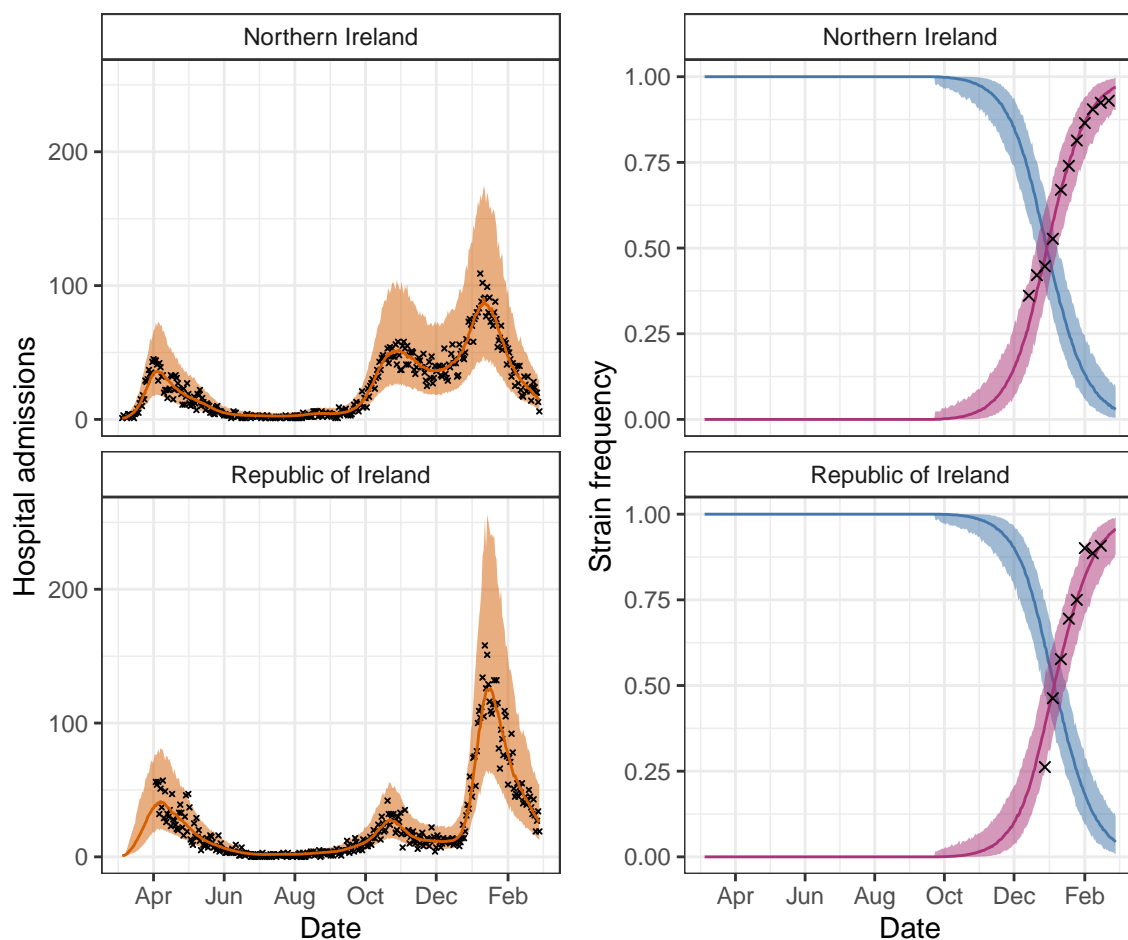 Northern Ireland
200
100
0
Republic of Ireland
200
100
0
Hospital admissions
Apr Jun Aug Oct Dec Feb
Date
Northern Ireland
1.00
0.75
0.50
0.25
0.00
Republic of Ireland
1.00
0.75
0.50
0.25
0.00
Strain frequency
Apr Jun Aug Oct Dec Feb
Date